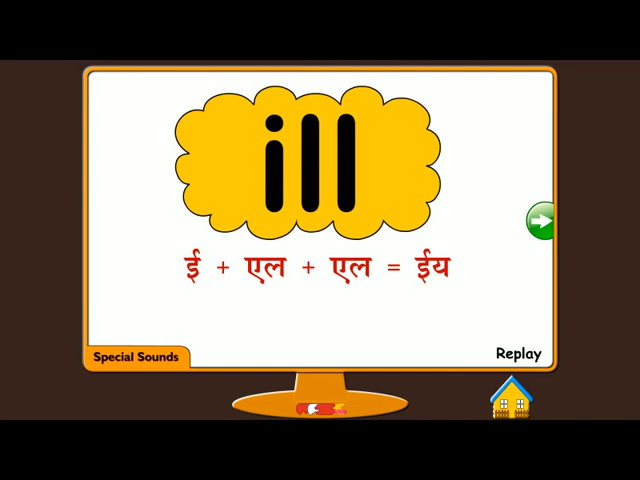 ill
ई + एल + एल = ईय
Special Sounds
Replay